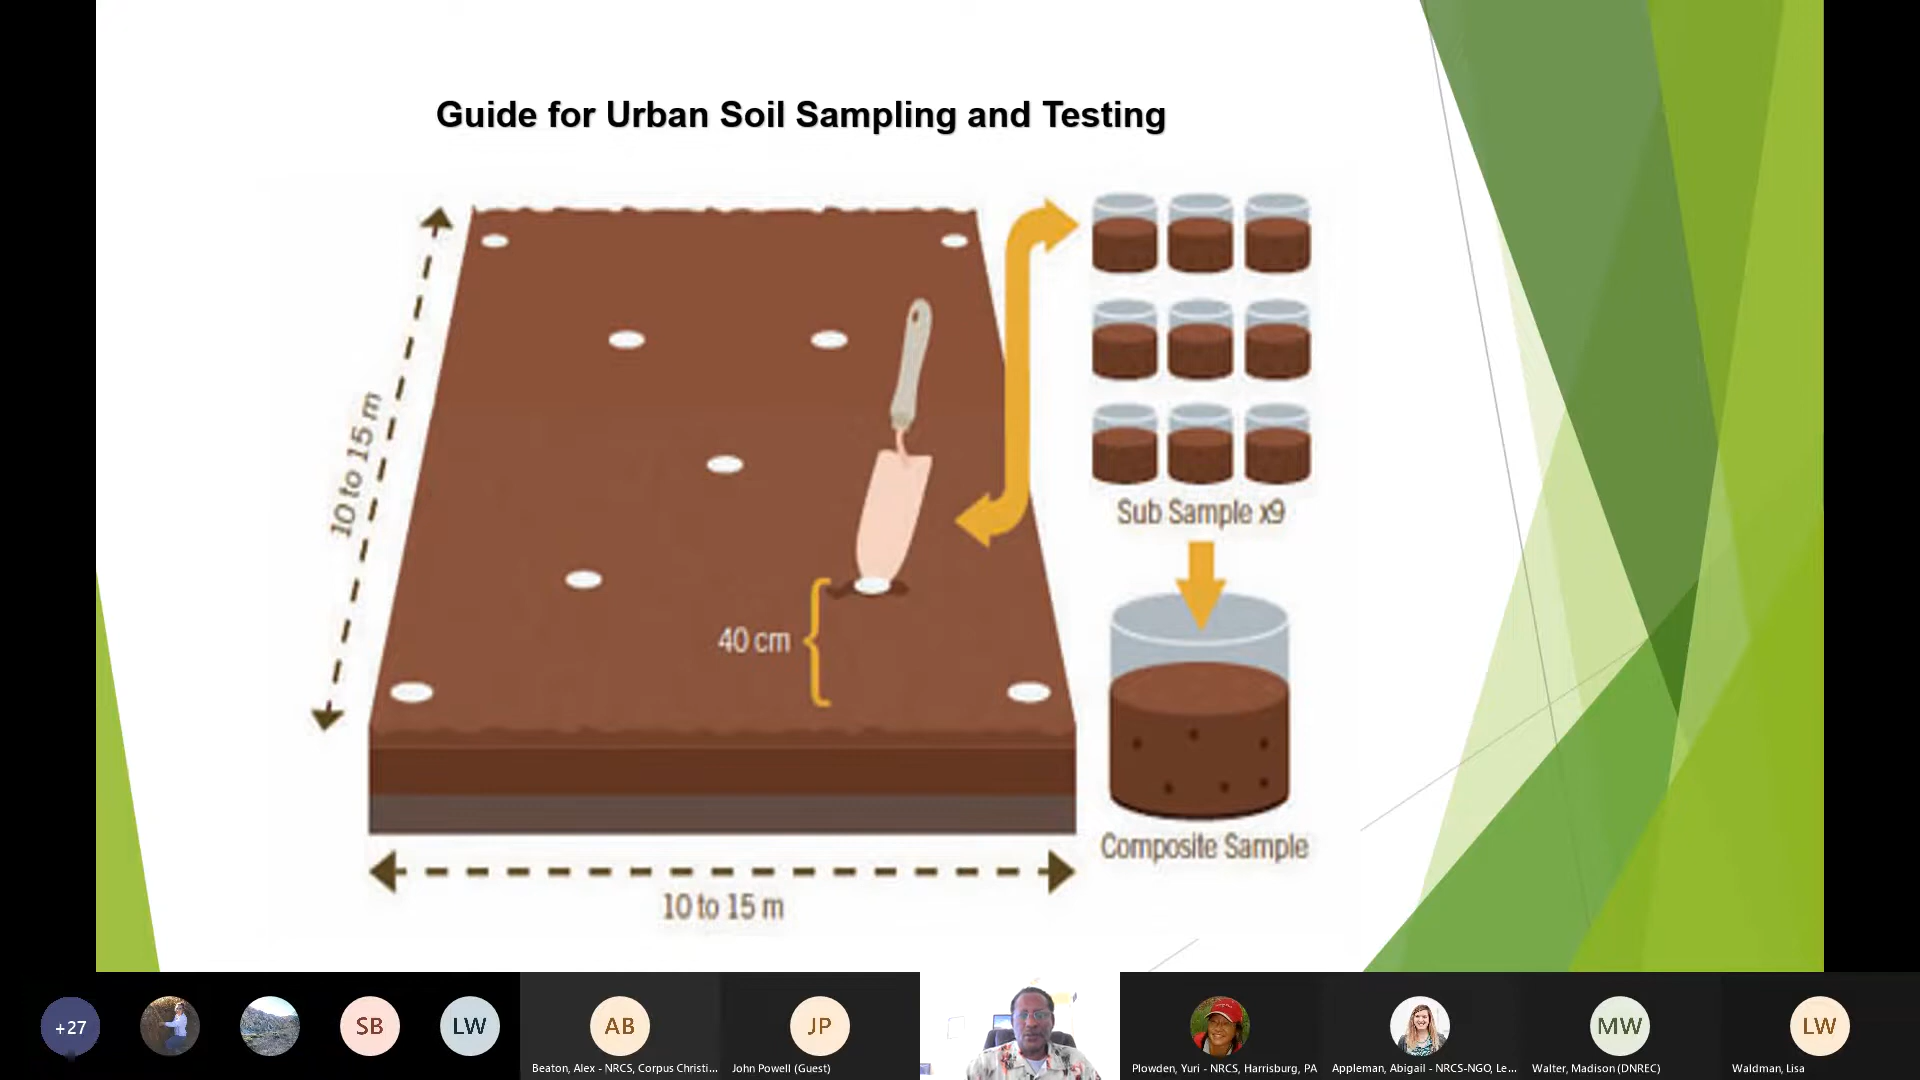 Guide for Urban Soil Sampling and Testing
10 to 15 m
40 cm
Sub Sample x9
Composite Sample
10 to 15 m
+27
SB
LW
AB
JP
MW
LW
Beaton, Alex - NRCS, Corpus Christi...
John Powell (Guest)
Plowden, Yuri - NRCS, Harrisburg, PA
Appleman, Abigail - NRCS-NGO, Le...
Walter, Madison (DNREC)
Waldman, Lisa